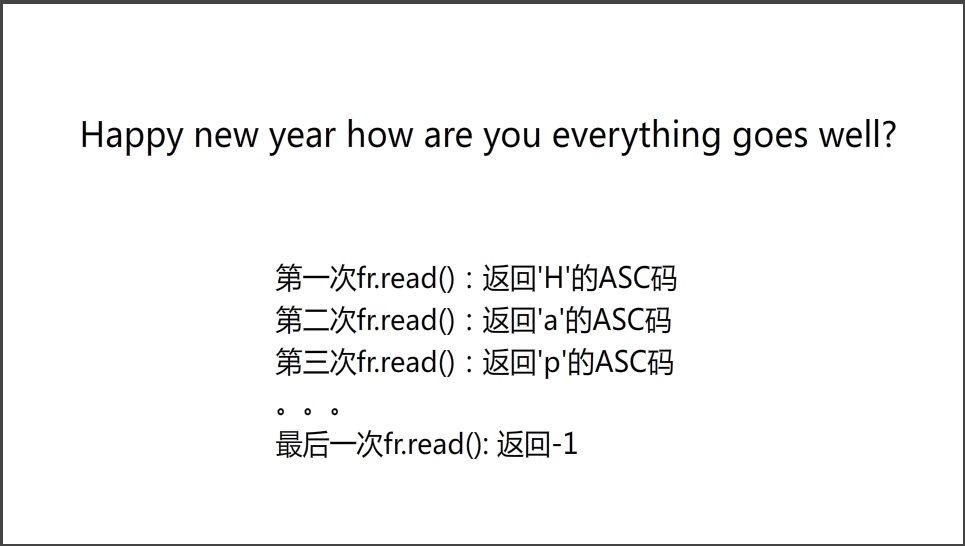 Happy new year how are you everything goes well?
第一次fr.read()：返回'H'的ASC码
第二次fr.read()：返回'a'的ASC码
第三次fr.read()：返回'p'的ASC码
。。。
最后一次fr.read(): 返回-1